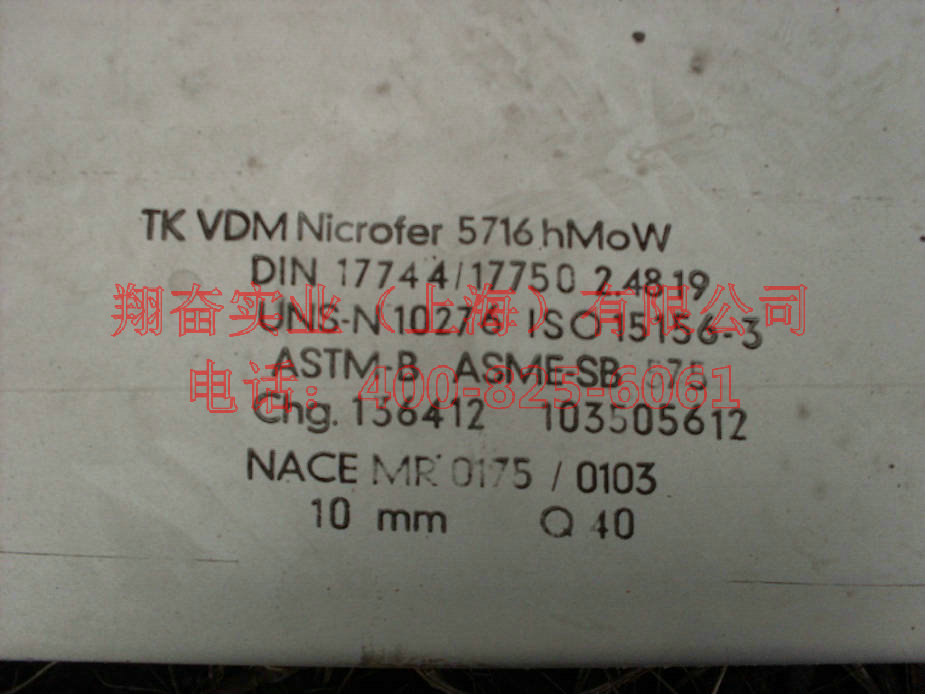 TK VDM Nicrofer 5716 hMoW
DIN 17744/17750 2.4819
翔奋实业（上海）有限公司
UNS-N10276 ISO 15156-3
ASTM-B ASME-SB 575
电话：400-825-6061
Chg. 136412 103505612
NACE MR 0175 / 0103
10 mm Q 40